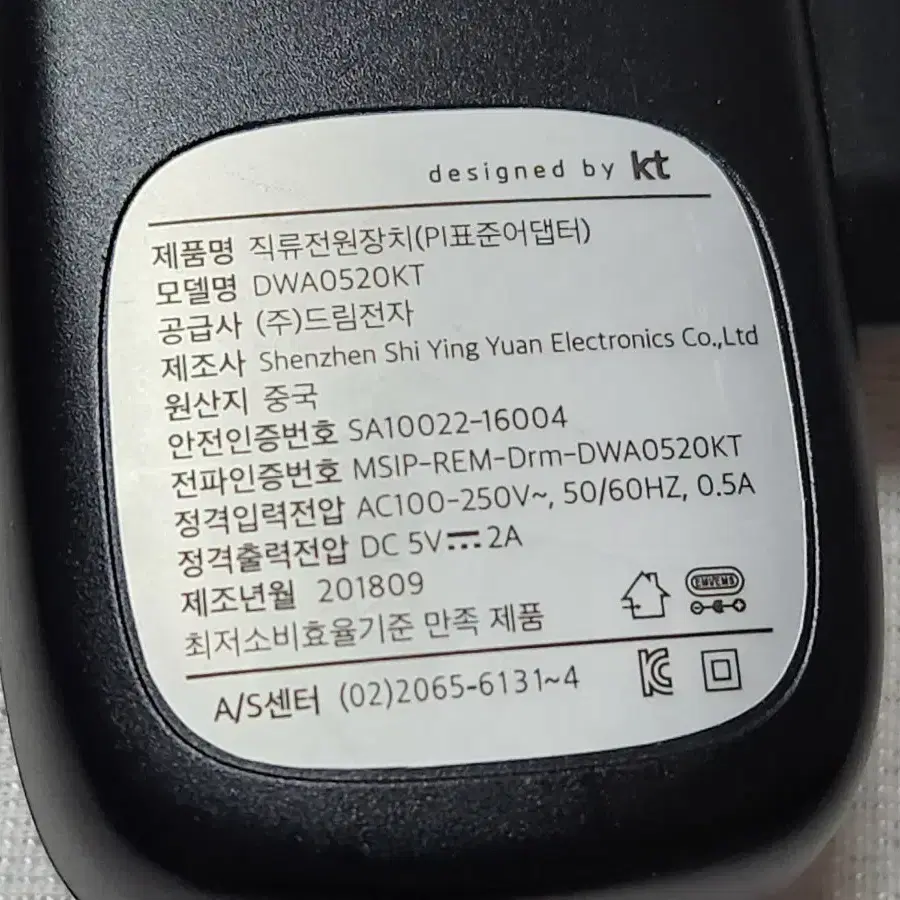 designed by kt
제품명 직류전원장치(PI표준어댑터)
모델명 DWA0520KT
공급사 (주)드림전자
제조사 Shenzhen Shi Ying Yuan Electronics Co.,Ltd
원산지 중국
안전인증번호 SA10022-16004
전파인증번호 MSIP-REM-Drm-DWA0520KT
정격입력전압 AC100-250V~, 50/60HZ, 0.5A
정격출력전압 DC 5V⎓2A
제조년월 201809
최저소비효율기준 만족 제품
A/S센터 (02)2065-6131~4